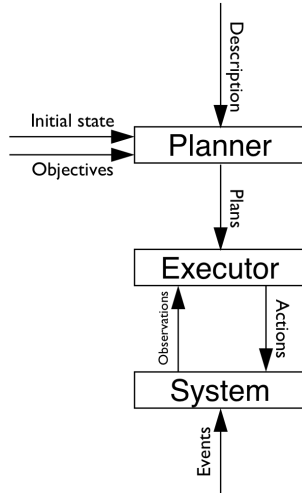 Description
Initial state
Planner
Objectives
Plans
Executor
Observations
Actions
System
Events